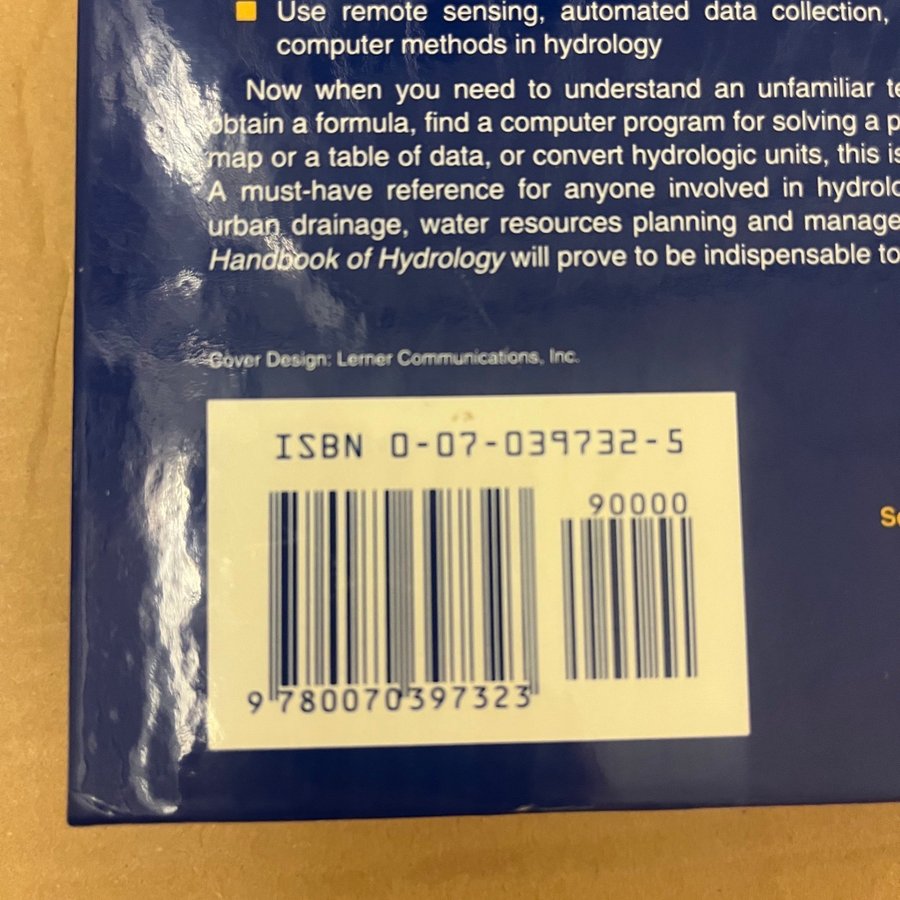 Use remote sensing, automated data collection,
computer methods in hydrology
Now when you need to understand an unfamiliar
obtain a formula, find a computer program for solving a
map or a table of data, or convert hydrologic units, this
A must-have reference for anyone involved in
urban drainage, water resources planning and
Handbook of Hydrology will prove to be indispensable to
Cover Design: Lerner Communications, Inc.
ISBN 0-07-039732-5
90000
9 780070 397323